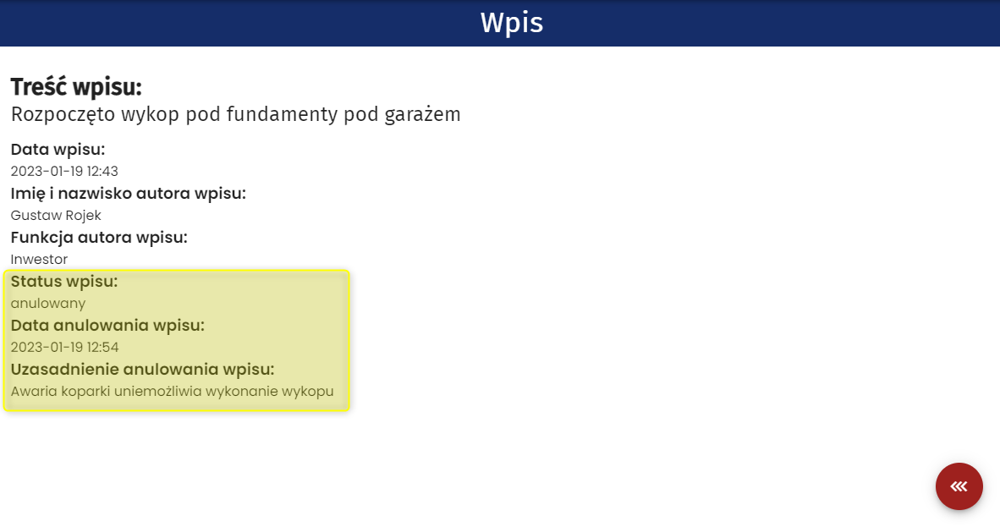 Wpis
Treść wpisu:
Rozpoczęto wykop pod fundamenty pod garażem
Data wpisu:
2023-01-19 12:43
Imię i nazwisko autora wpisu:
Gustaw Rojek
Funkcja autora wpisu:
Inwestor
Status wpisu:
anulowany
Data anulowania wpisu:
2023-01-19 12:54
Uzasadnienie anulowania wpisu:
Awaria koparki uniemożliwia wykonanie wykopu